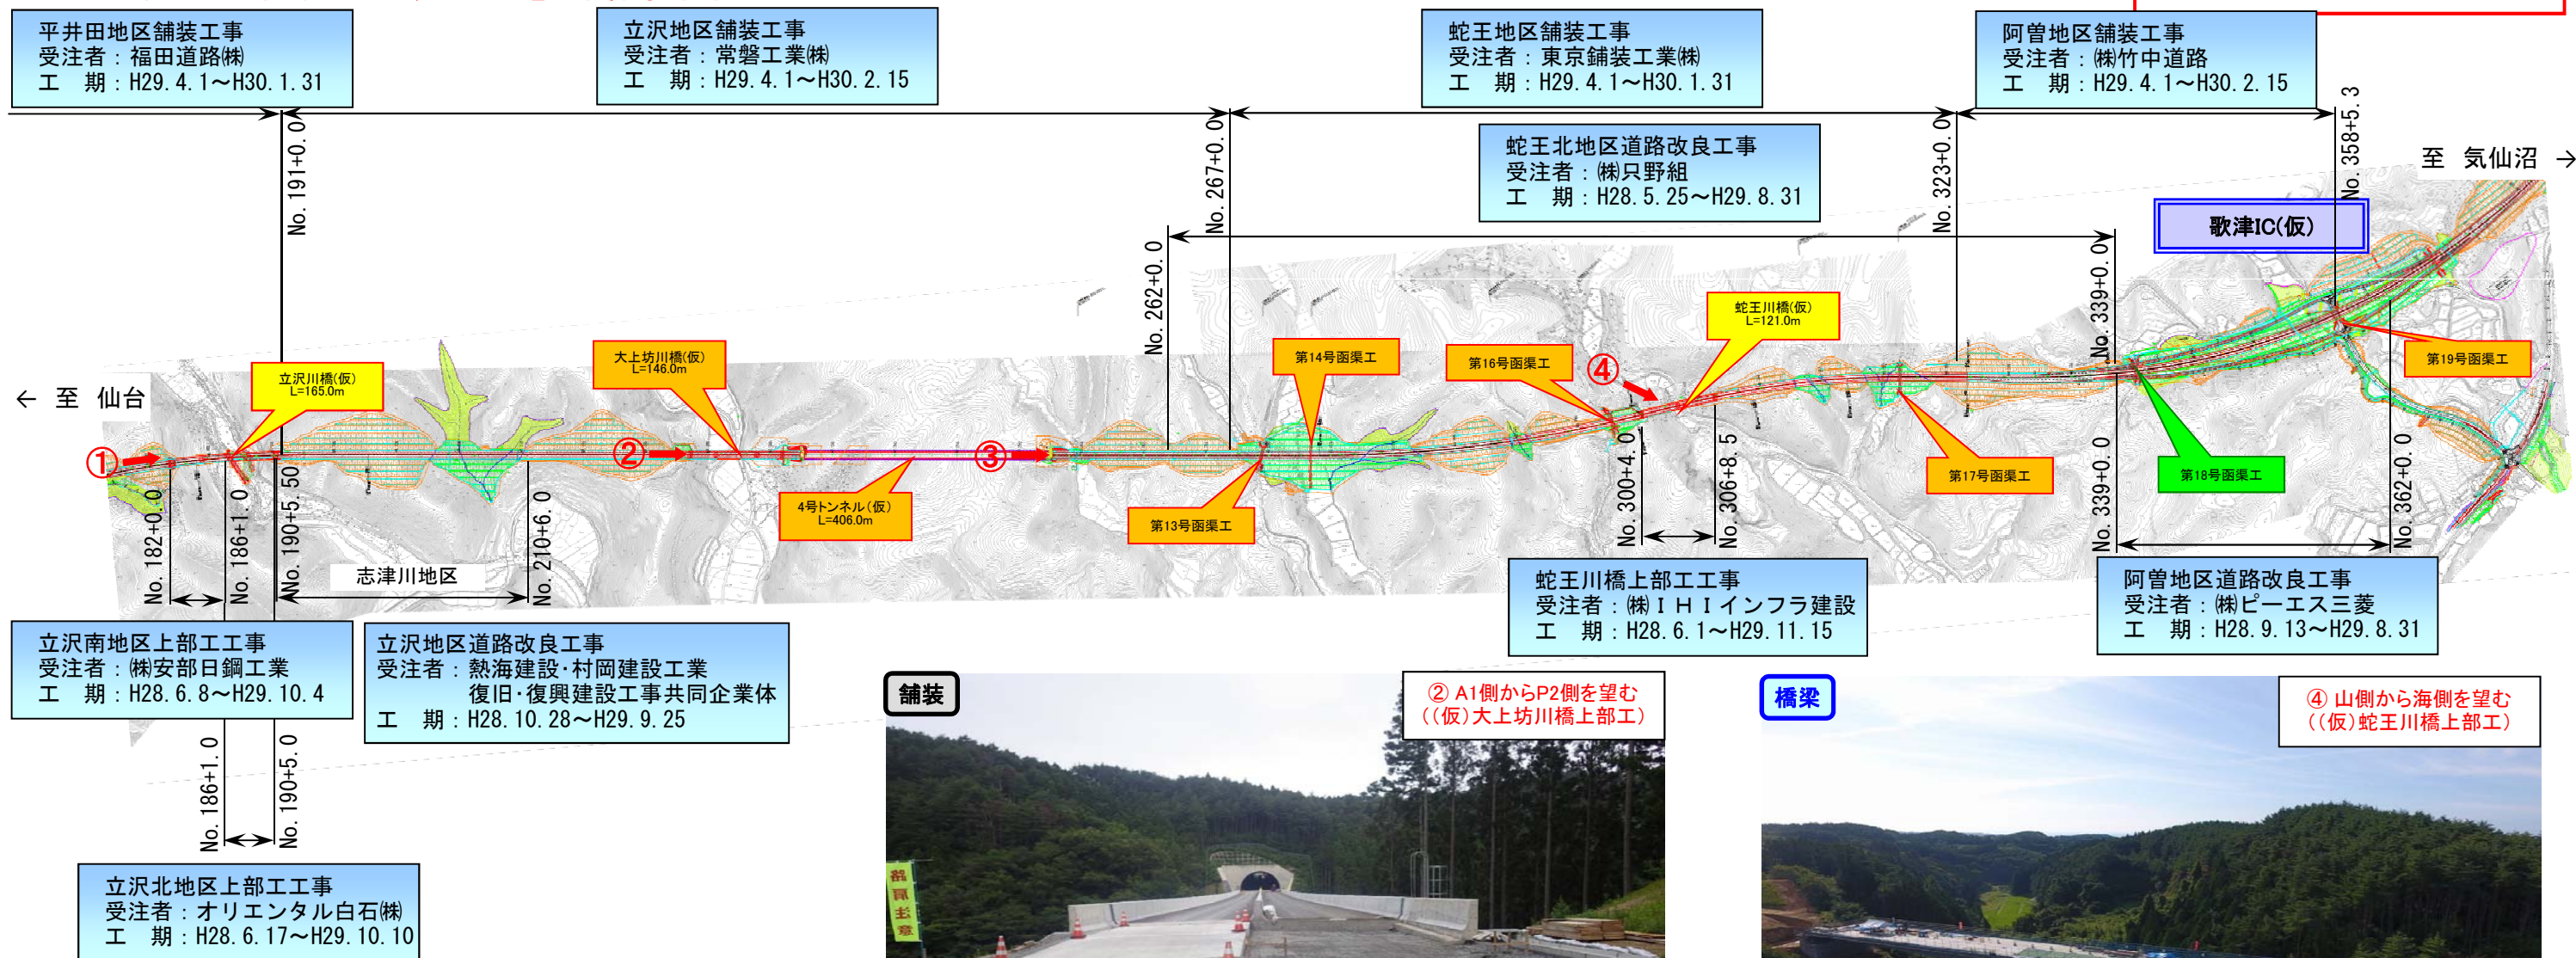 平井田地区舗装工事
受注者：福田道路㈱
工　期：H29.4.1～H30.1.31
立沢地区舗装工事
受注者：常磐工業㈱
工　期：H29.4.1～H30.2.15
蛇王地区舗装工事
受注者：東京鋪装工業㈱
工　期：H29.4.1～H30.1.31
阿曽地区舗装工事
受注者：㈱竹中道路
工　期：H29.4.1～H30.2.15
蛇王北地区道路改良工事
受注者：㈱只野組
工　期：H28.5.25～H29.8.31
No.191+0.0
No.267+0.0
No.323+0.0
No.358+5.3
至　気仙沼　→
歌津IC(仮)
No.262+0.0
No.339+0.0
← 至 仙台
立沢川橋(仮)
L=165.0m
大上坊川橋(仮)
L=146.0m
第14号函渠工
第16号函渠工
④
蛇王川橋(仮)
L=121.0m
第19号函渠工
①
②
③
4号トンネル(仮)
L=406.0m
第13号函渠工
第17号函渠工
第18号函渠工
No.182+0.0
No.186+1.0
No.190+5.50
志津川地区
No.210+6.0
No.300+4.0
No.306+8.5
No.339+0.0
No.362+0.0
立沢南地区上部工工事
受注者：㈱安部日鋼工業
工　期：H28.6.8～H29.10.4
立沢地区道路改良工事
受注者：熱海建設・村岡建設工業
復旧・復興建設工事共同企業体
工　期：H28.10.28～H29.9.25
蛇王川橋上部工工事
受注者：㈱ＩＨＩインフラ建設
工　期：H28.6.1～H29.11.15
阿曽地区道路改良工事
受注者：㈱ピーエス三菱
工　期：H28.9.13～H29.8.31
No.186+1.0
No.190+5.0
立沢北地区上部工工事
受注者：オリエンタル白石㈱
工　期：H28.6.17～H29.10.10
舗装
② A1側からP2側を望む
((仮)大上坊川橋上部工)
路肩注意
橋梁
④ 山側から海側を望む
((仮)蛇王川橋上部工)